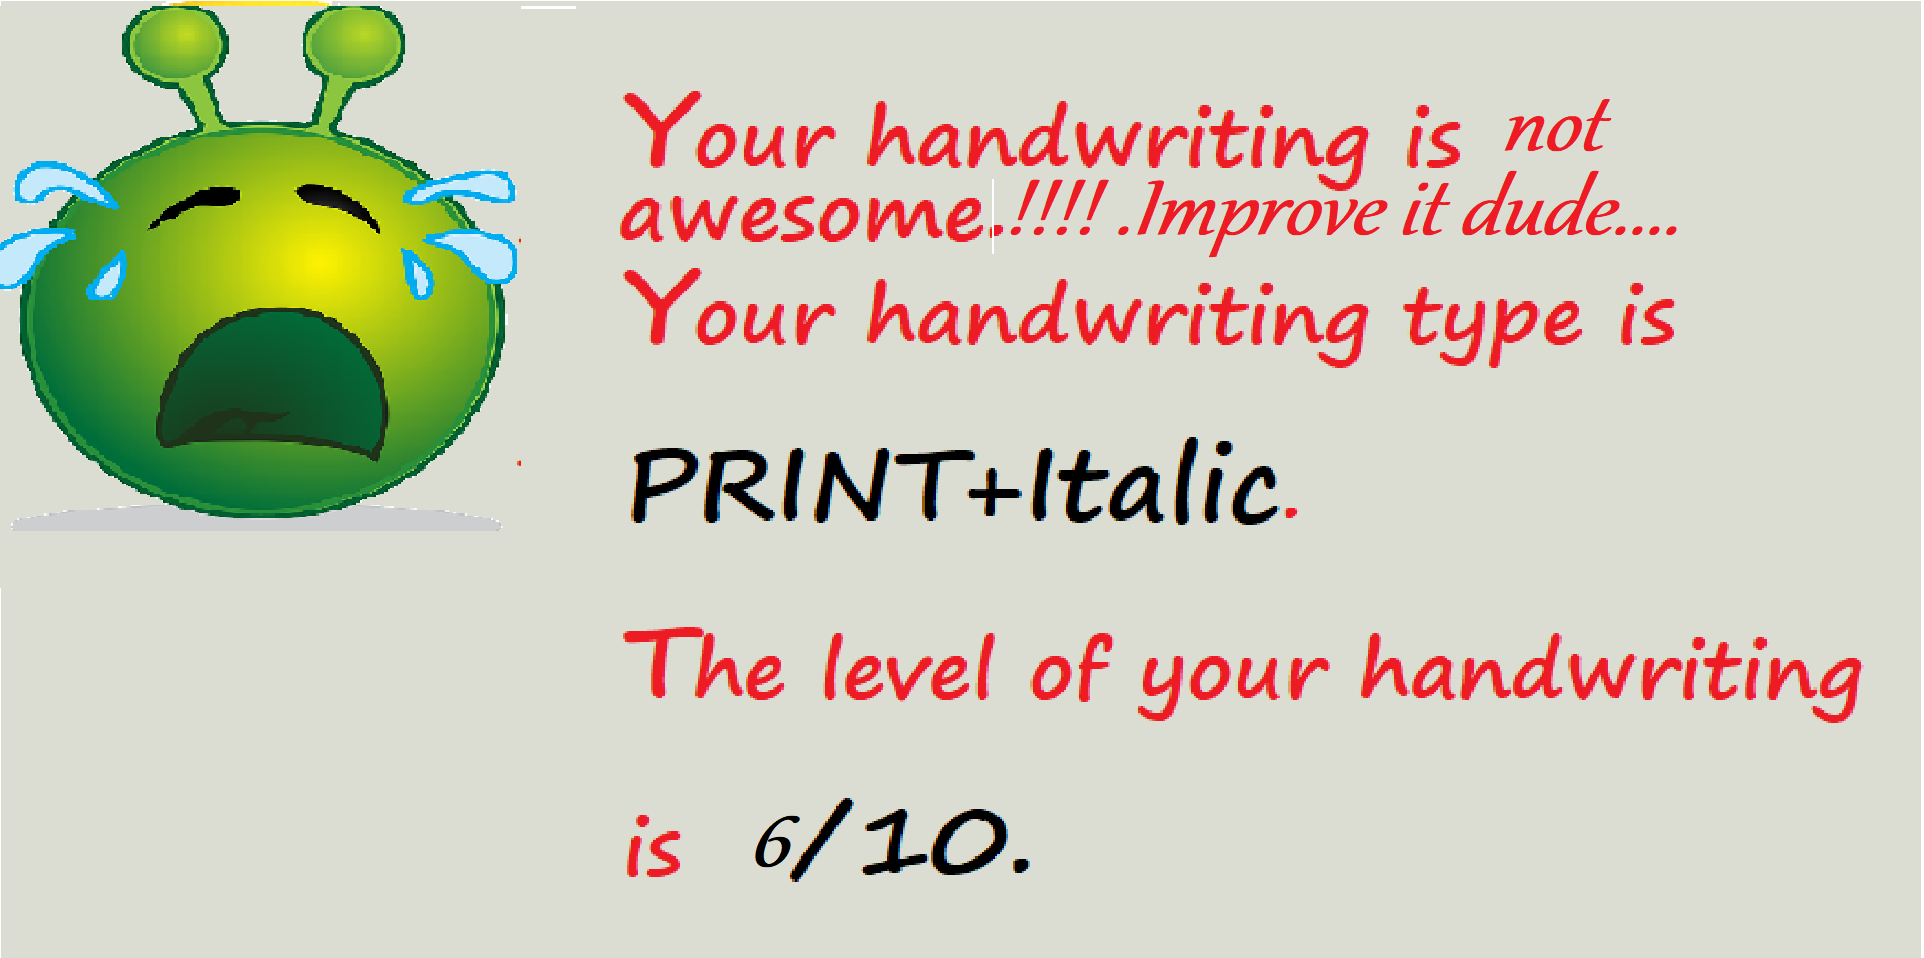 Your handwriting is not
awesome..!!!! .Improve it dude....
Your handwriting type is
PRINT+Italic.
The level of your handwriting
is 6/10.